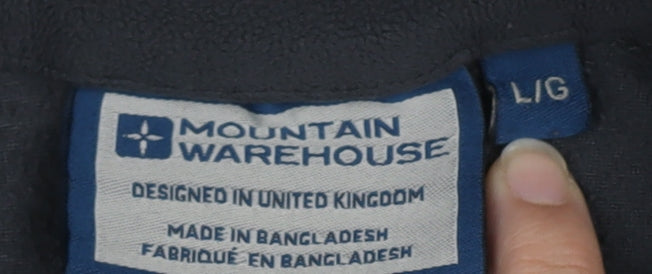 MOUNTAIN
WAREHOUSE
L/G
DESIGNED IN UNITED KINGDOM
MADE IN BANGLADESH
FABRIQUÉ EN BANGLADESH